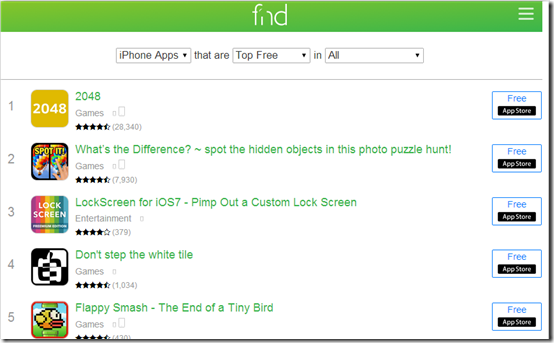 find
iPhone Apps that are Top Free in All
1
2048
2048
Games
(28,340)
Free
App Store
2
SPOT IT!
What's the Difference? ~ spot the hidden objects in this photo puzzle hunt!
Games
(7,930)
Free
App Store
3
LOCK SCREEN
PREMIUM EDITION
LockScreen for iOS7 - Pimp Out a Custom Lock Screen
Entertainment
(379)
Free
App Store
4
Don't step the white tile
Games
(1,034)
Free
App Store
5
Flappy Smash - The End of a Tiny Bird
Games
(420)
Free
App Store